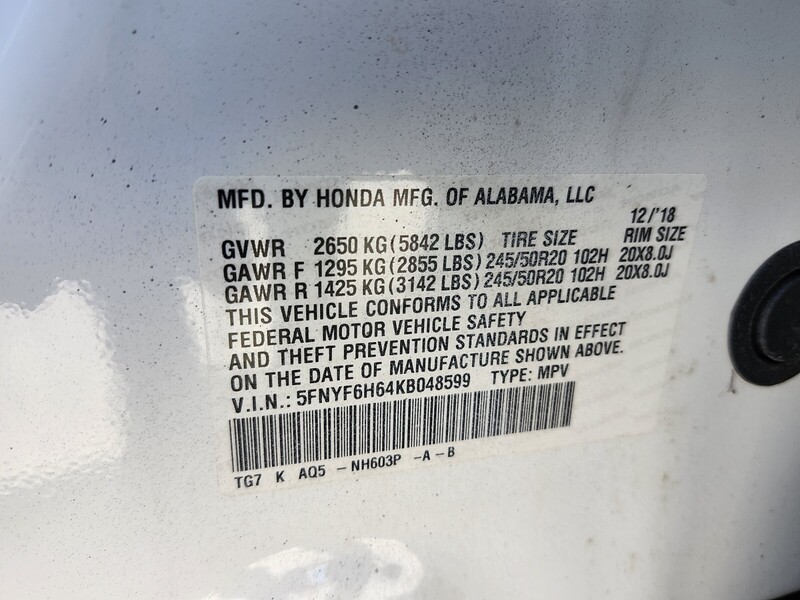 MFD. BY HONDA MFG. OF ALABAMA, LLC
12/'18
GVWR 2650 KG (5842 LBS) TIRE SIZE RIM SIZE
GAWR F 1295 KG (2855 LBS) 245/50R20 102H 20X8.0J
GAWR R 1425 KG (3142 LBS) 245/50R20 102H 20X8.0J
THIS VEHICLE CONFORMS TO ALL APPLICABLE
FEDERAL MOTOR VEHICLE SAFETY
AND THEFT PREVENTION STANDARDS IN EFFECT
ON THE DATE OF MANUFACTURE SHOWN ABOVE.
V.I.N.: 5FNYF6H64KB048599 TYPE: MPV
TG7 K AQ5 -NH603P -A-B